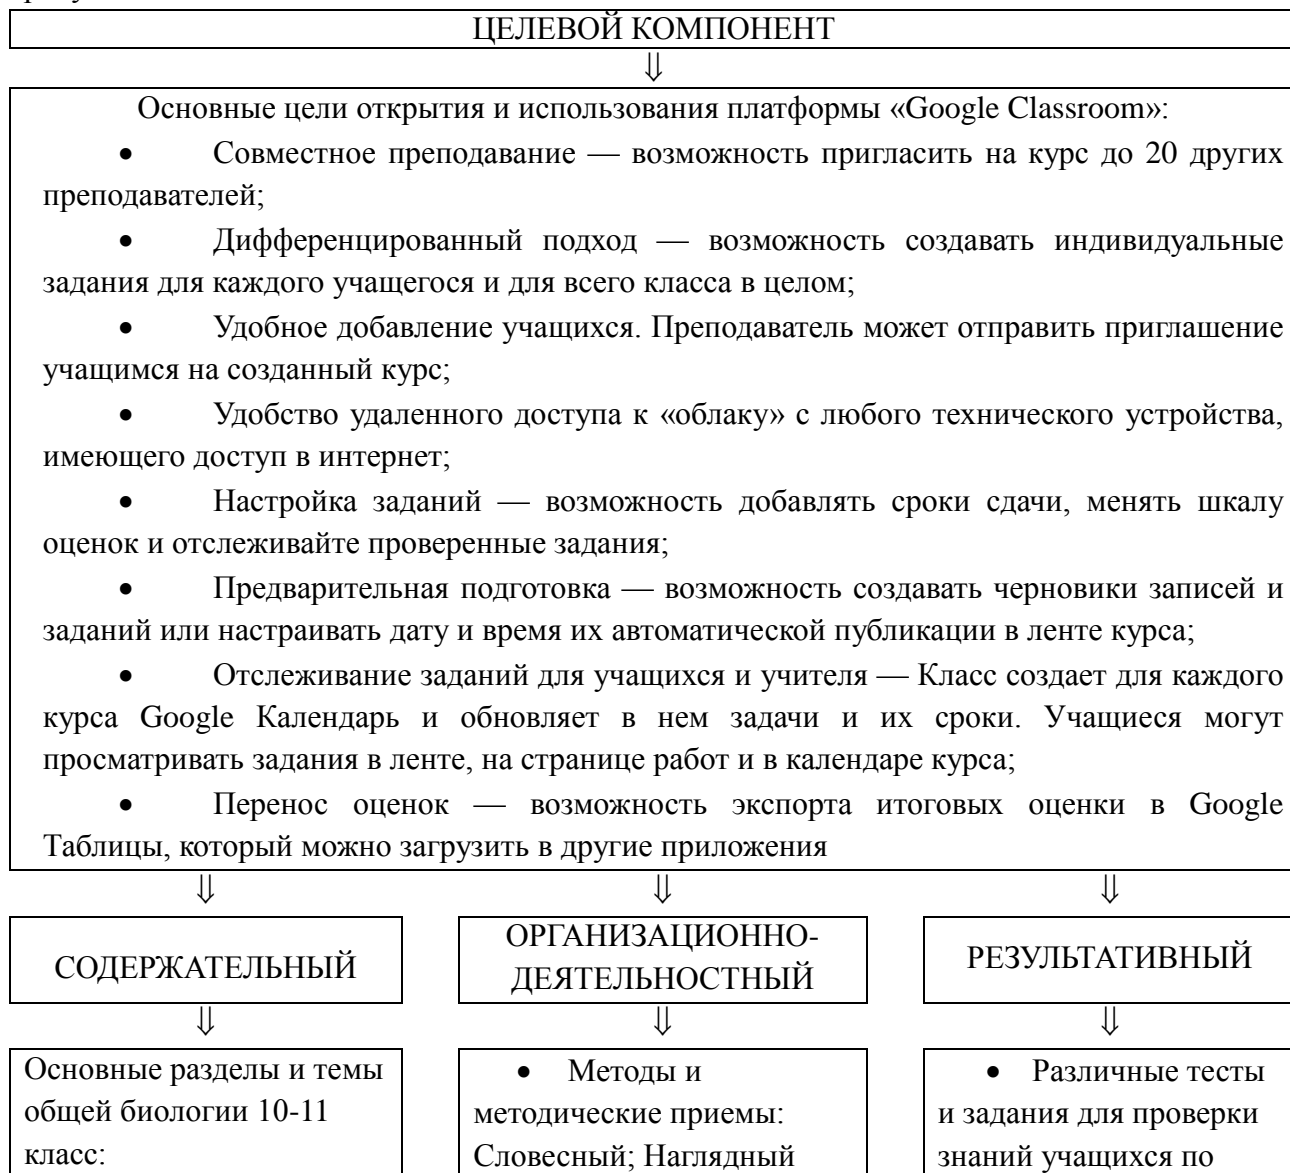 ЦЕЛЕВОЙ КОМПОНЕНТ
⇓
Основные цели открытия и использования платформы «Google Classroom»:
• Совместное преподавание — возможность пригласить на курс до 20 других
преподавателей;
• Дифференцированный подход — возможность создавать индивидуальные
задания для каждого учащегося и для всего класса в целом;
• Удобное добавление учащихся. Преподаватель может отправить приглашение
учащимся на созданный курс;
• Удобство удаленного доступа к «облаку» с любого технического устройства,
имеющего доступ в интернет;
• Настройка заданий — возможность добавлять сроки сдачи, менять шкалу
оценок и отслеживайте проверенные задания;
• Предварительная подготовка — возможность создавать черновики записей и
заданий или настраивать дату и время их автоматической публикации в ленте курса;
• Отслеживание заданий для учащихся и учителя — Класс создает для каждого
курса Google Календарь и обновляет в нем задачи и их сроки. Учащиеся могут
просматривать задания в ленте, на странице работ и в календаре курса;
• Перенос оценок — возможность экспорта итоговых оценки в Google
Таблицы, который можно загрузить в другие приложения
⇓ ⇓ ⇓
СОДЕРЖАТЕЛЬНЫЙ
ОРГАНИЗАЦИОННО-
ДЕЯТЕЛЬНОСТНЫЙ
РЕЗУЛЬТАТИВНЫЙ
⇓ ⇓ ⇓
Основные разделы и темы
общей биологии 10-11
класс:
• Методы и
методические приемы:
Словесный; Наглядный
• Различные тесты
и задания для проверки
знаний учащихся по